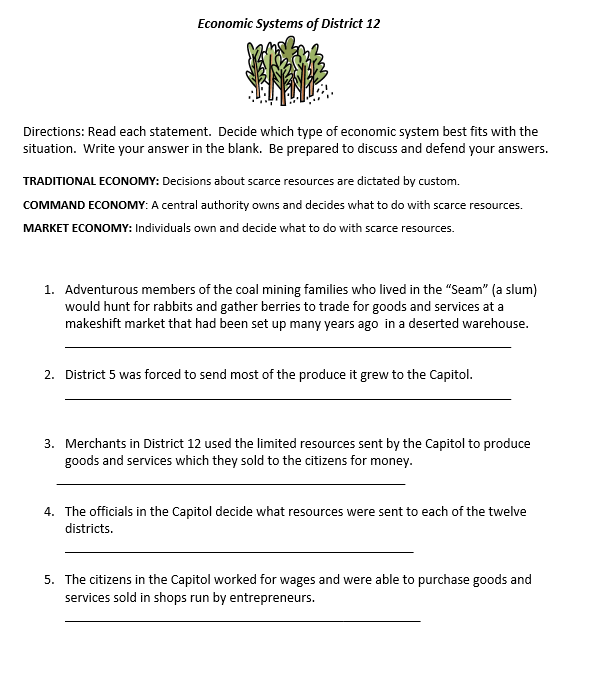 Economic Systems of District 12
Directions: Read each statement.  Decide which type of economic system best fits with the
situation.  Write your answer in the blank.  Be prepared to discuss and defend your answers.
TRADITIONAL ECONOMY: Decisions about scarce resources are dictated by custom.
COMMAND ECONOMY: A central authority owns and decides what to do with scarce resources.
MARKET ECONOMY: Individuals own and decide what to do with scarce resources.
1. Adventurous members of the coal mining families who lived in the “Seam” (a slum)
would hunt for rabbits and gather berries to trade for goods and services at a
makeshift market that had been set up many years ago  in a deserted warehouse.
2. District 5 was forced to send most of the produce it grew to the Capitol.
3. Merchants in District 12 used the limited resources sent by the Capitol to produce
goods and services which they sold to the citizens for money.
4. The officials in the Capitol decide what resources were sent to each of the twelve
districts.
5. The citizens in the Capitol worked for wages and were able to purchase goods and
services sold in shops run by entrepreneurs.